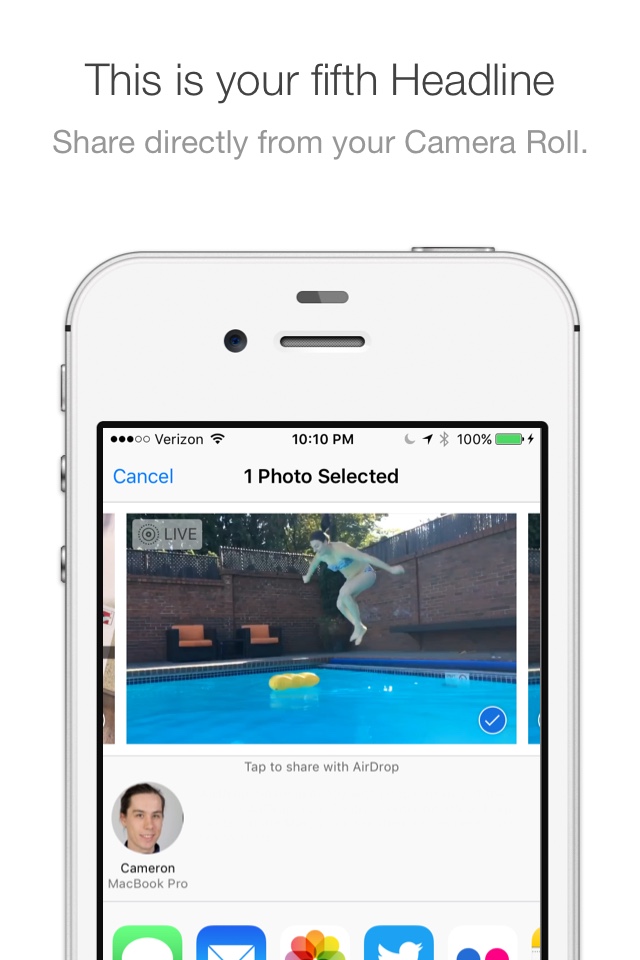 This is your fifth Headline
Share directly from your Camera Roll.
Verizon 10:10 PM 100%
Cancel 1 Photo Selected
LIVE
Tap to share with AirDrop
Cameron
MacBook Pro